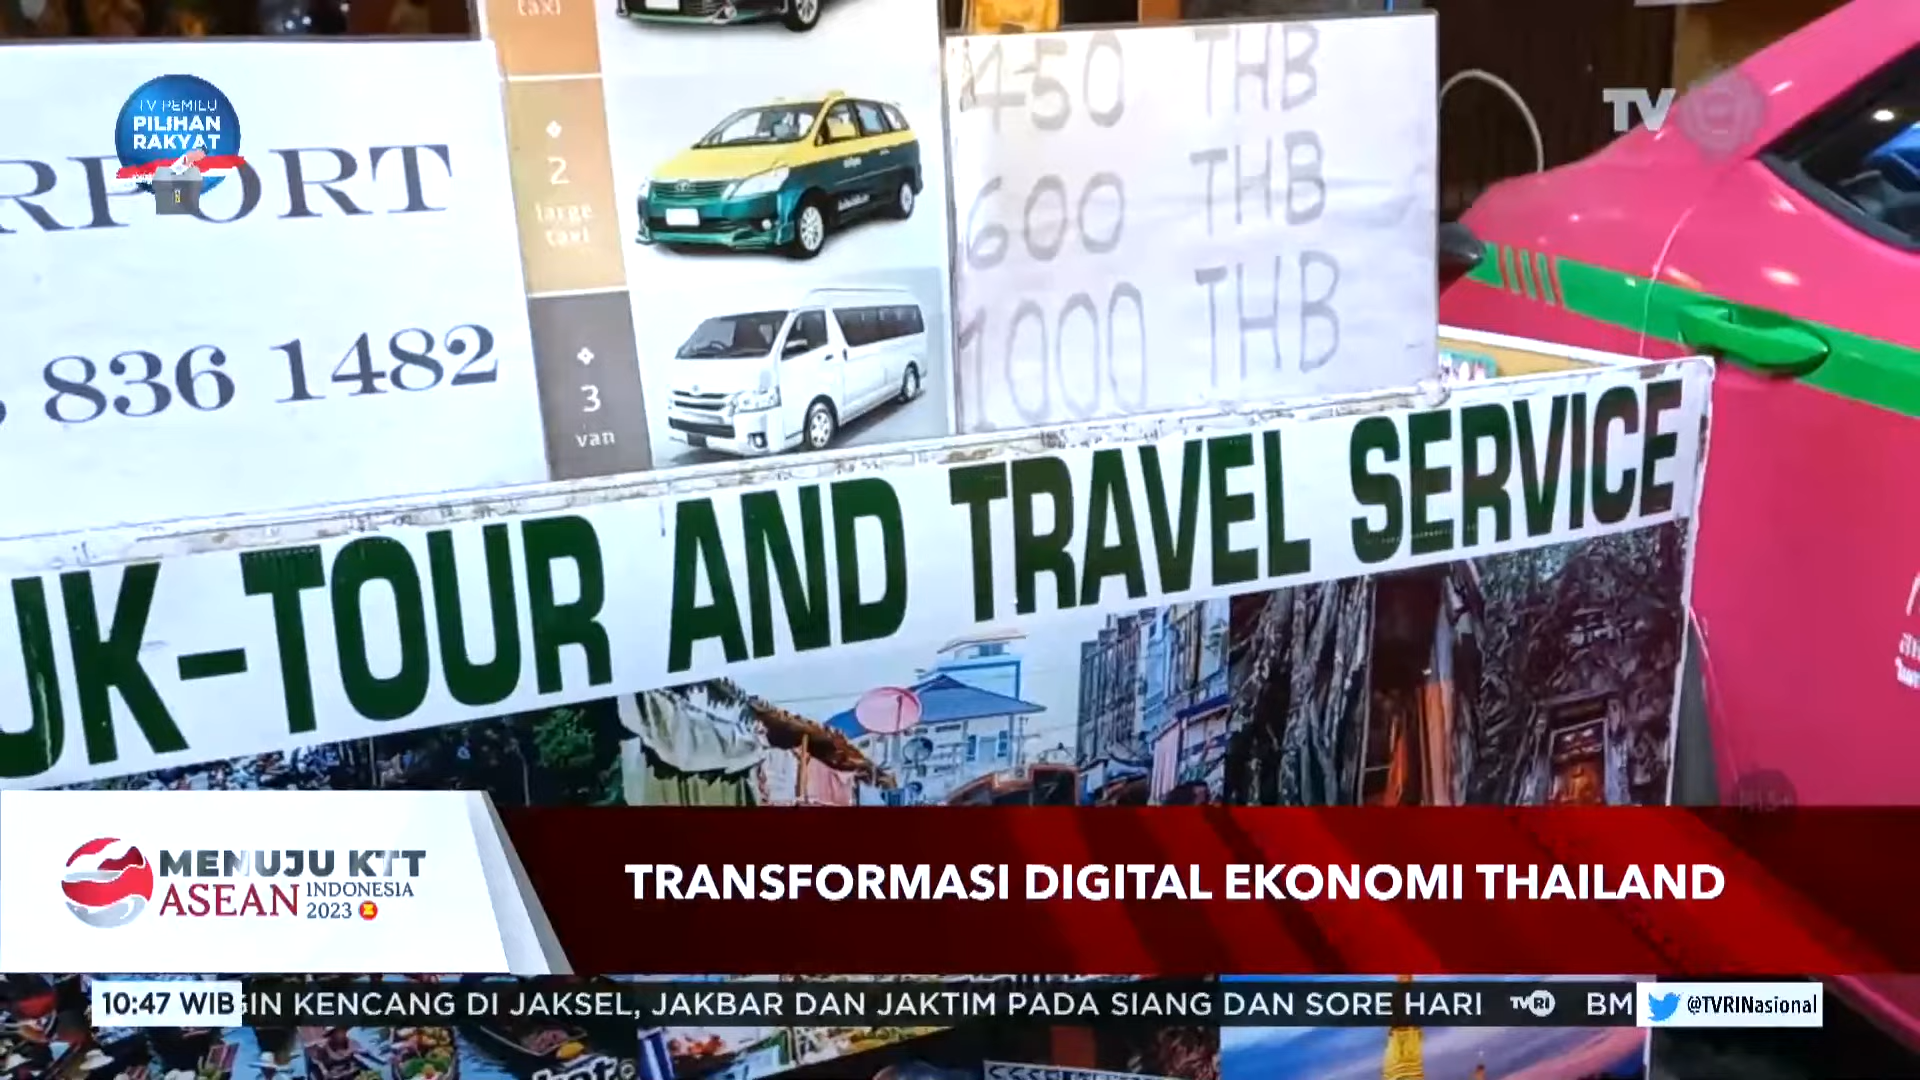 taxi
TV PEMILU
PILIHAN
RAKYAT
RPORT
836 1482
2
large
taxi
3
van
450 THB
600 THB
1000 THB
TV
UK-TOUR AND TRAVEL SERVICE
MENUJU KTT
ASEAN INDONESIA
2023
TRANSFORMASI DIGITAL EKONOMI THAILAND
10:47 WIB
GIN KENCANG DI JAKSEL, JAKBAR DAN JAKTIM PADA SIANG DAN SORE HARI TVRI BM
@TVRINasional